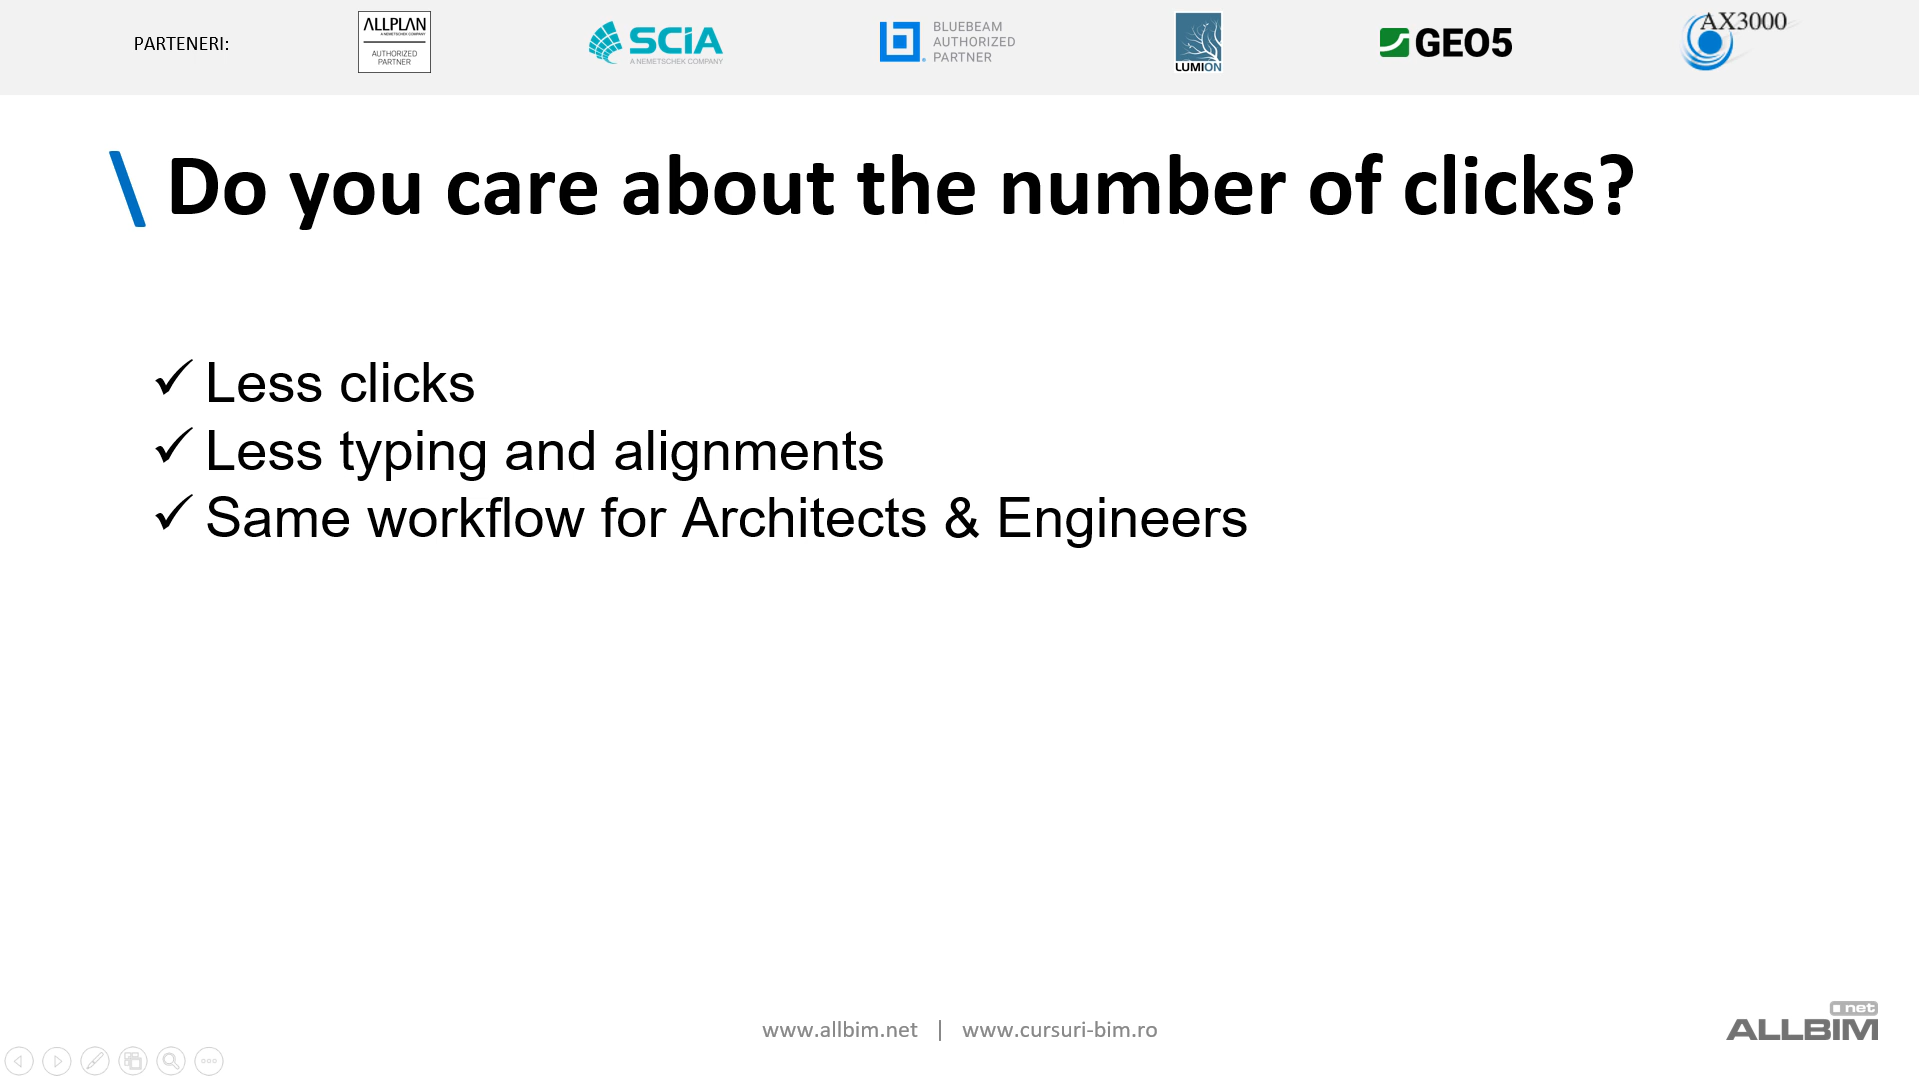 PARTENERI:
ALLPLAN
A NEMETSCHEK COMPANY
AUTHORIZED
PARTNER
SCIA
A NEMETSCHEK COMPANY
BLUEBEAM
AUTHORIZED
PARTNER
LUMION
GEO5
AX3000
\ Do you care about the number of clicks?
✓ Less clicks
✓ Less typing and alignments
✓ Same workflow for Architects & Engineers
www.allbim.net | www.cursuri-bim.ro
net
ALLBIM